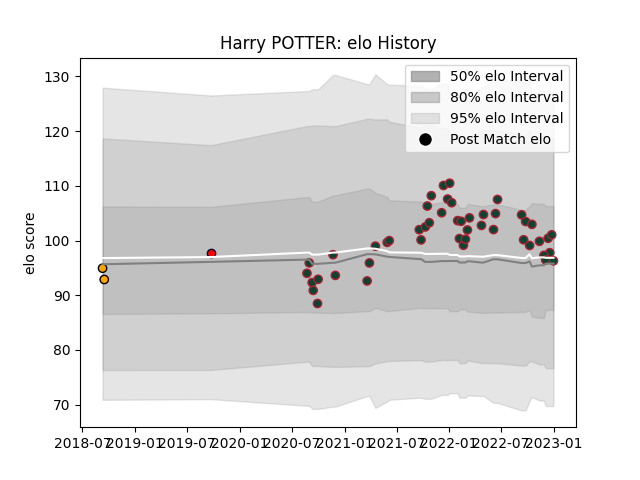 Harry POTTER: elo History
50% elo Interval
80% elo Interval
95% elo Interval
Post Match elo
elo score
130
120
110
100
90
80
70
2018-07 2019-01 2019-07 2020-01 2020-07 2021-01 2021-07 2022-01 2022-07 2023-01